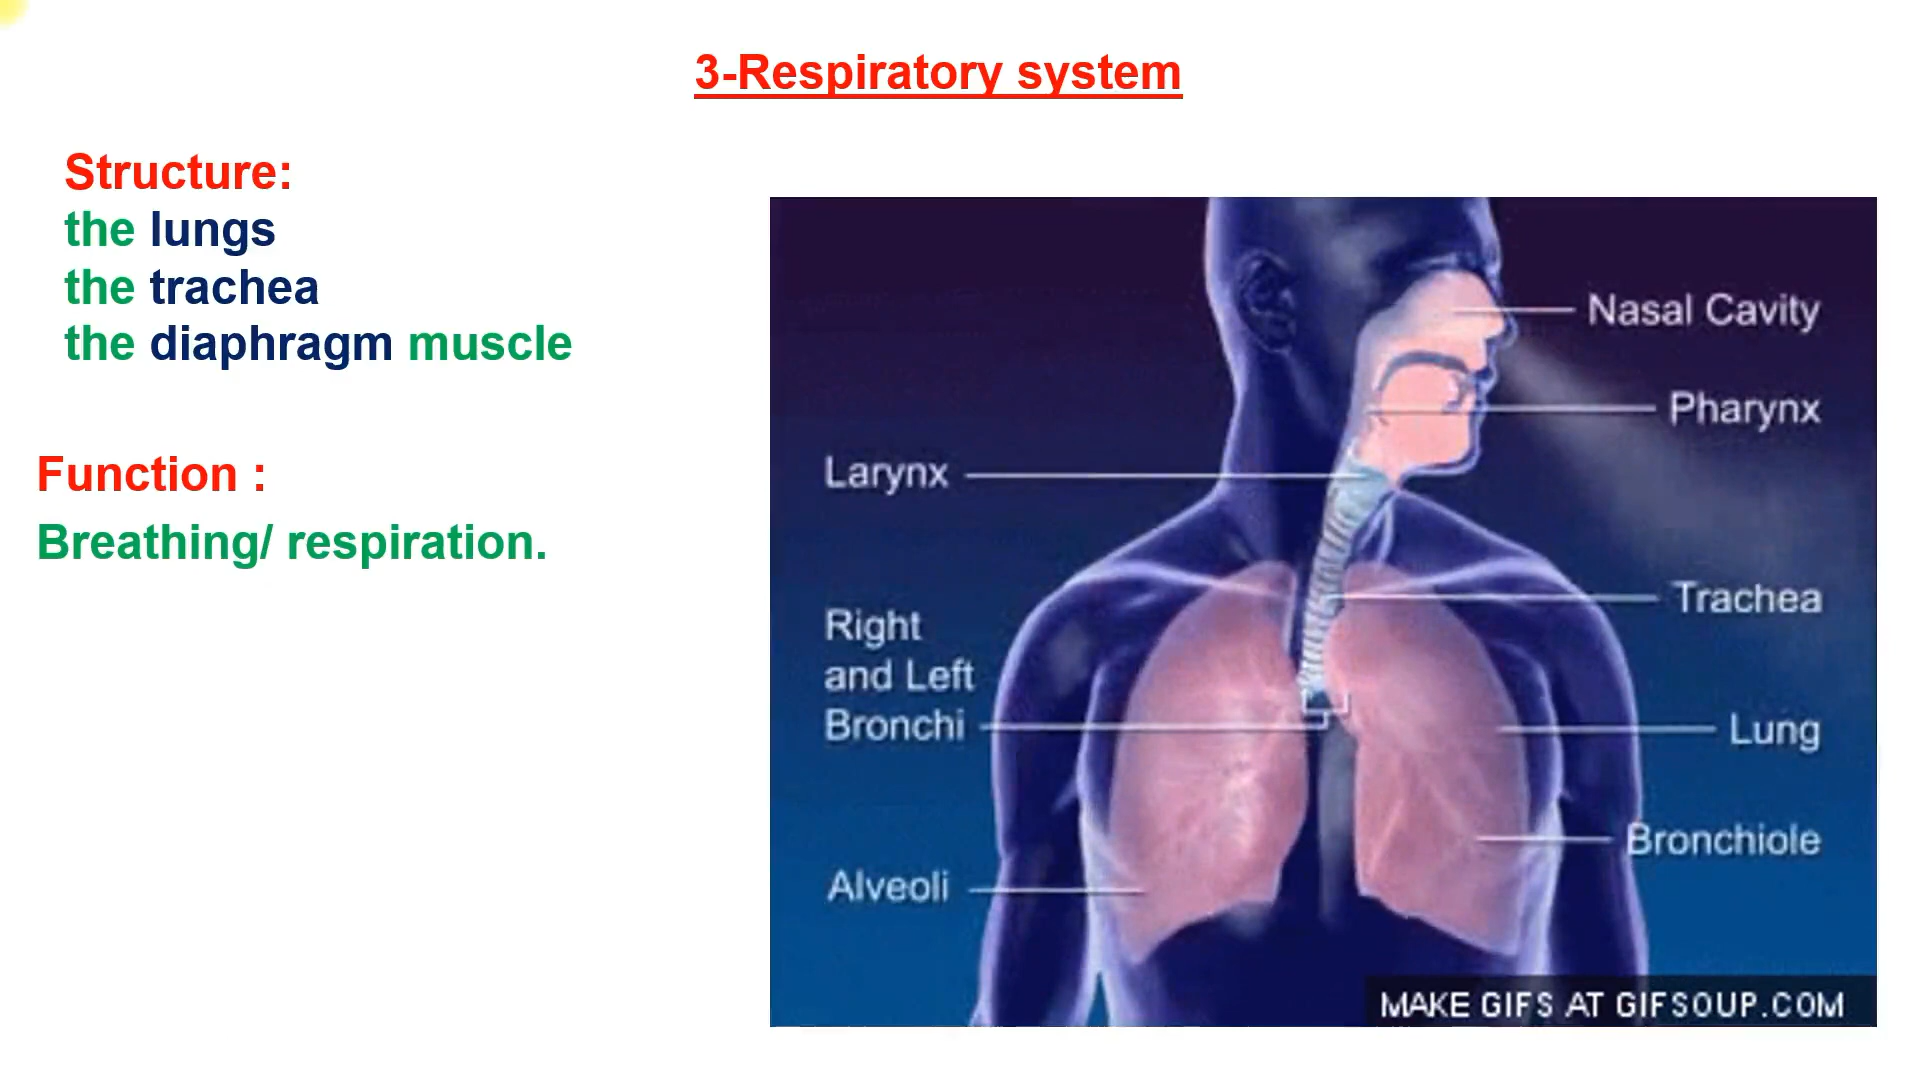 3-Respiratory system
Structure:
the lungs
the trachea
the diaphragm muscle
Function :
Breathing/ respiration.
Nasal Cavity
Pharynx
Larynx
Trachea
Right
and Left
Bronchi
Lung
Bronchiole
Alveoli
MAKE GIFS AT GIFSOUP.COM